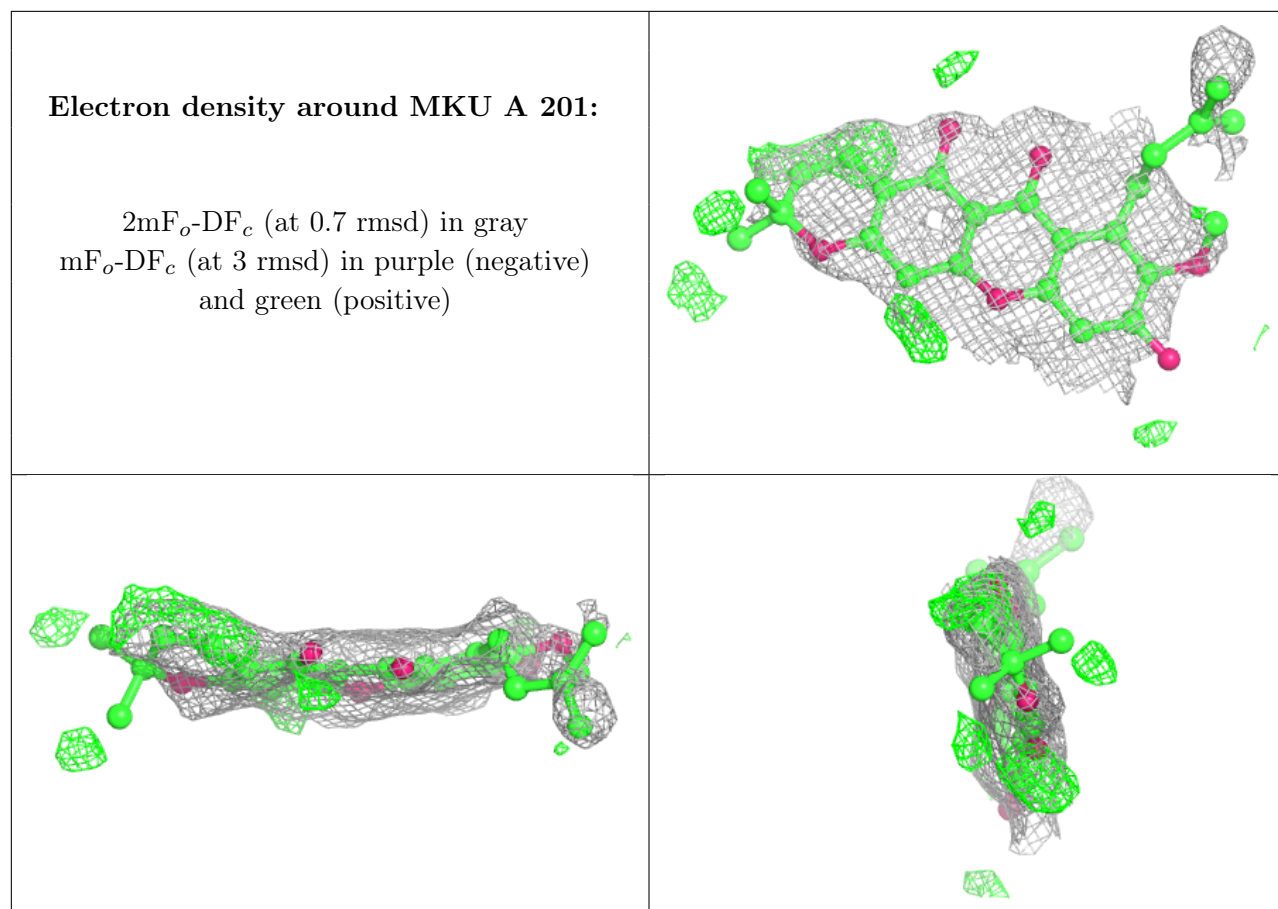 Electron density around MKU A 201:
2mFo-DFc (at 0.7 rmsd) in gray
mFo-DFc (at 3 rmsd) in purple (negative)
and green (positive)